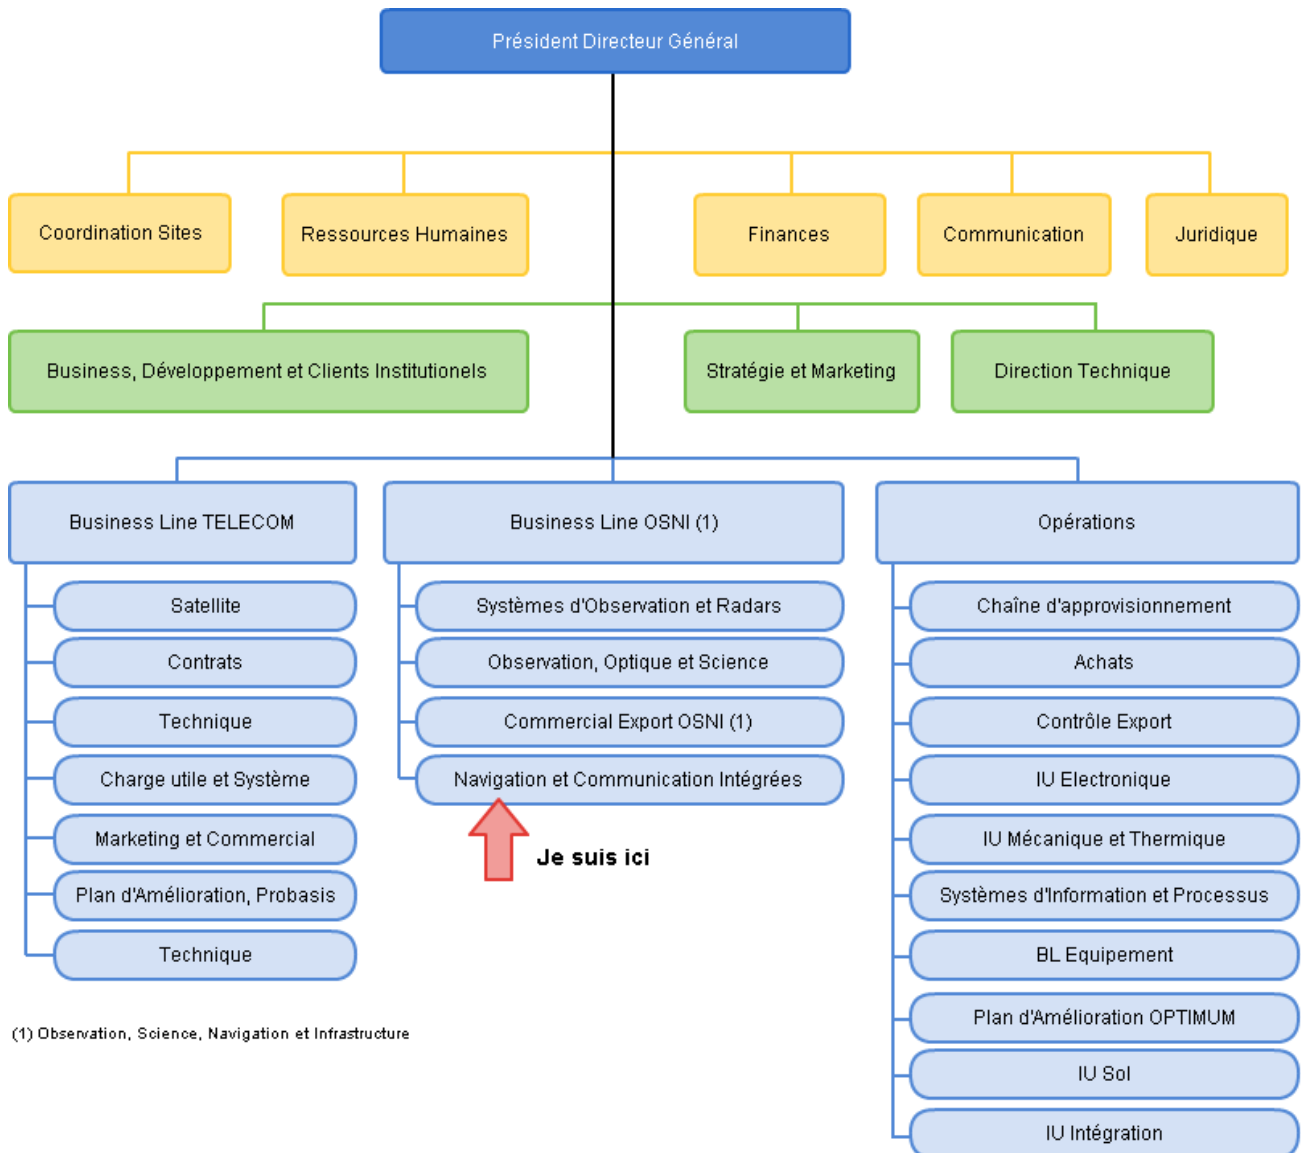 Président Directeur Général
Coordination Sites
Ressources Humaines
Finances
Communication
Juridique
Business, Développement et Clients Institutionels
Stratégie et Marketing
Direction Technique
Business Line TELECOM
Satellite
Contrats
Technique
Charge utile et Système
Marketing et Commercial
Plan d'Amélioration, Probasis
Technique
Business Line OSNI (1)
Systèmes d'Observation et Radars
Observation, Optique et Science
Commercial Export OSNI (1)
Navigation et Communication Intégrées
Je suis ici
Opérations
Chaîne d'approvisionnement
Achats
Contrôle Export
IU Electronique
IU Mécanique et Thermique
Systèmes d'Information et Processus
BL Equipement
Plan d'Amélioration OPTIMUM
IU Sol
IU Intégration
(1) Observation, Science, Navigation et Infrastructure